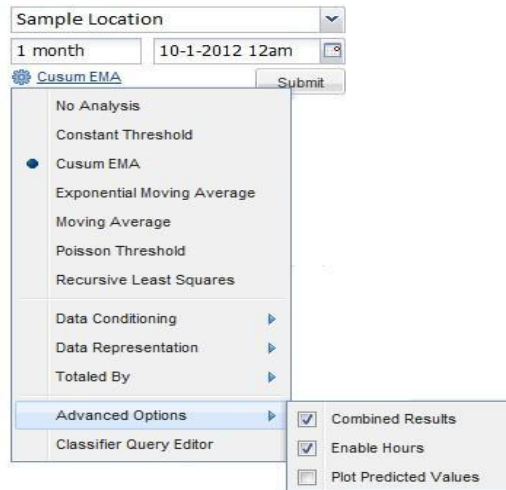 Sample Location
1 month 10-1-2012 12am
Cusum EMA Submit
No Analysis
Constant Threshold
Cusum EMA
Exponential Moving Average
Moving Average
Poisson Threshold
Recursive Least Squares
Data Conditioning
Data Representation
Totaled By
Advanced Options
Classifier Query Editor
Combined Results
Enable Hours
Plot Predicted Values